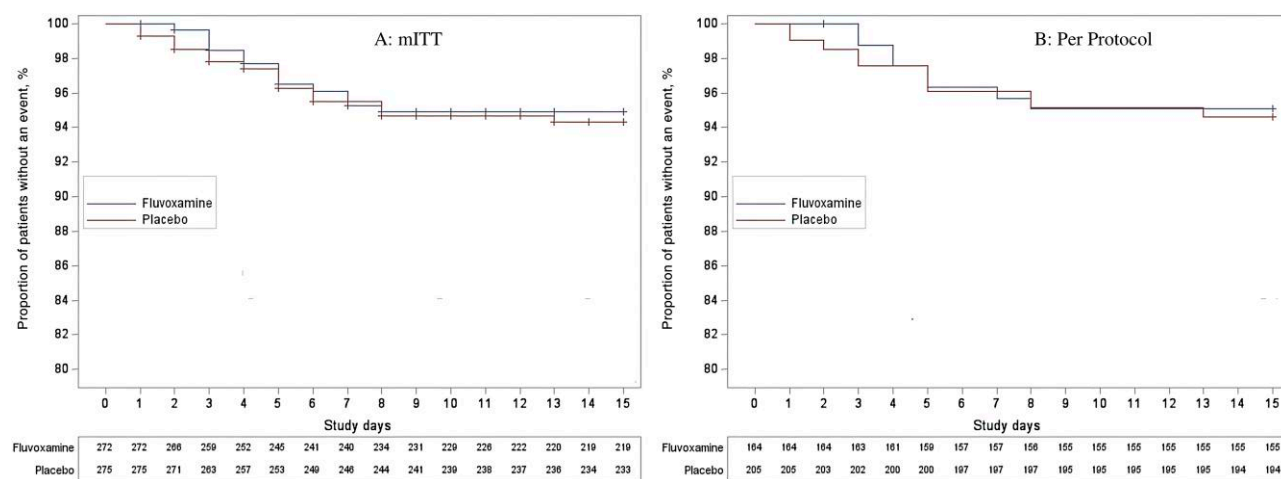 A: mITT
Proportion of patients without an event, %
100
98
96
94
92
90
88
86
84
82
80
Fluvoxamine
Placebo
0 1 2 3 4 5 6 7 8 9 10 11 12 13 14 15
Study days
Fluvoxamine 272 272 266 259 252 245 241 240 234 231 229 226 222 220 219 219
Placebo 275 275 271 263 257 253 249 246 244 241 239 238 237 236 234 233
B: Per Protocol
Proportion of patients without an event, %
100
98
96
94
92
90
88
86
84
82
80
Fluvoxamine
Placebo
0 1 2 3 4 5 6 7 8 9 10 11 12 13 14 15
Study days
Fluvoxamine 164 164 164 163 161 159 157 157 156 155 155 155 155 155 155 155
Placebo 205 205 203 202 200 200 197 197 197 195 195 195 195 195 194 194